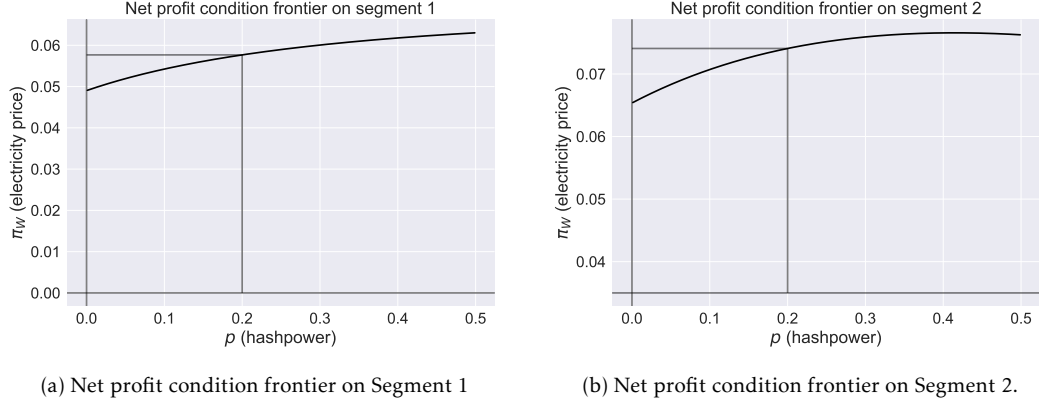 Net profit condition frontier on segment 1
0.06
0.05
0.04
0.03
0.02
0.01
0.00
π_W (electricity price)
0.0 0.1 0.2 0.3 0.4 0.5
p (hashpower)
(a) Net profit condition frontier on Segment 1
Net profit condition frontier on segment 2
0.07
0.06
0.05
0.04
π_W (electricity price)
0.0 0.1 0.2 0.3 0.4 0.5
p (hashpower)
(b) Net profit condition frontier on Segment 2.